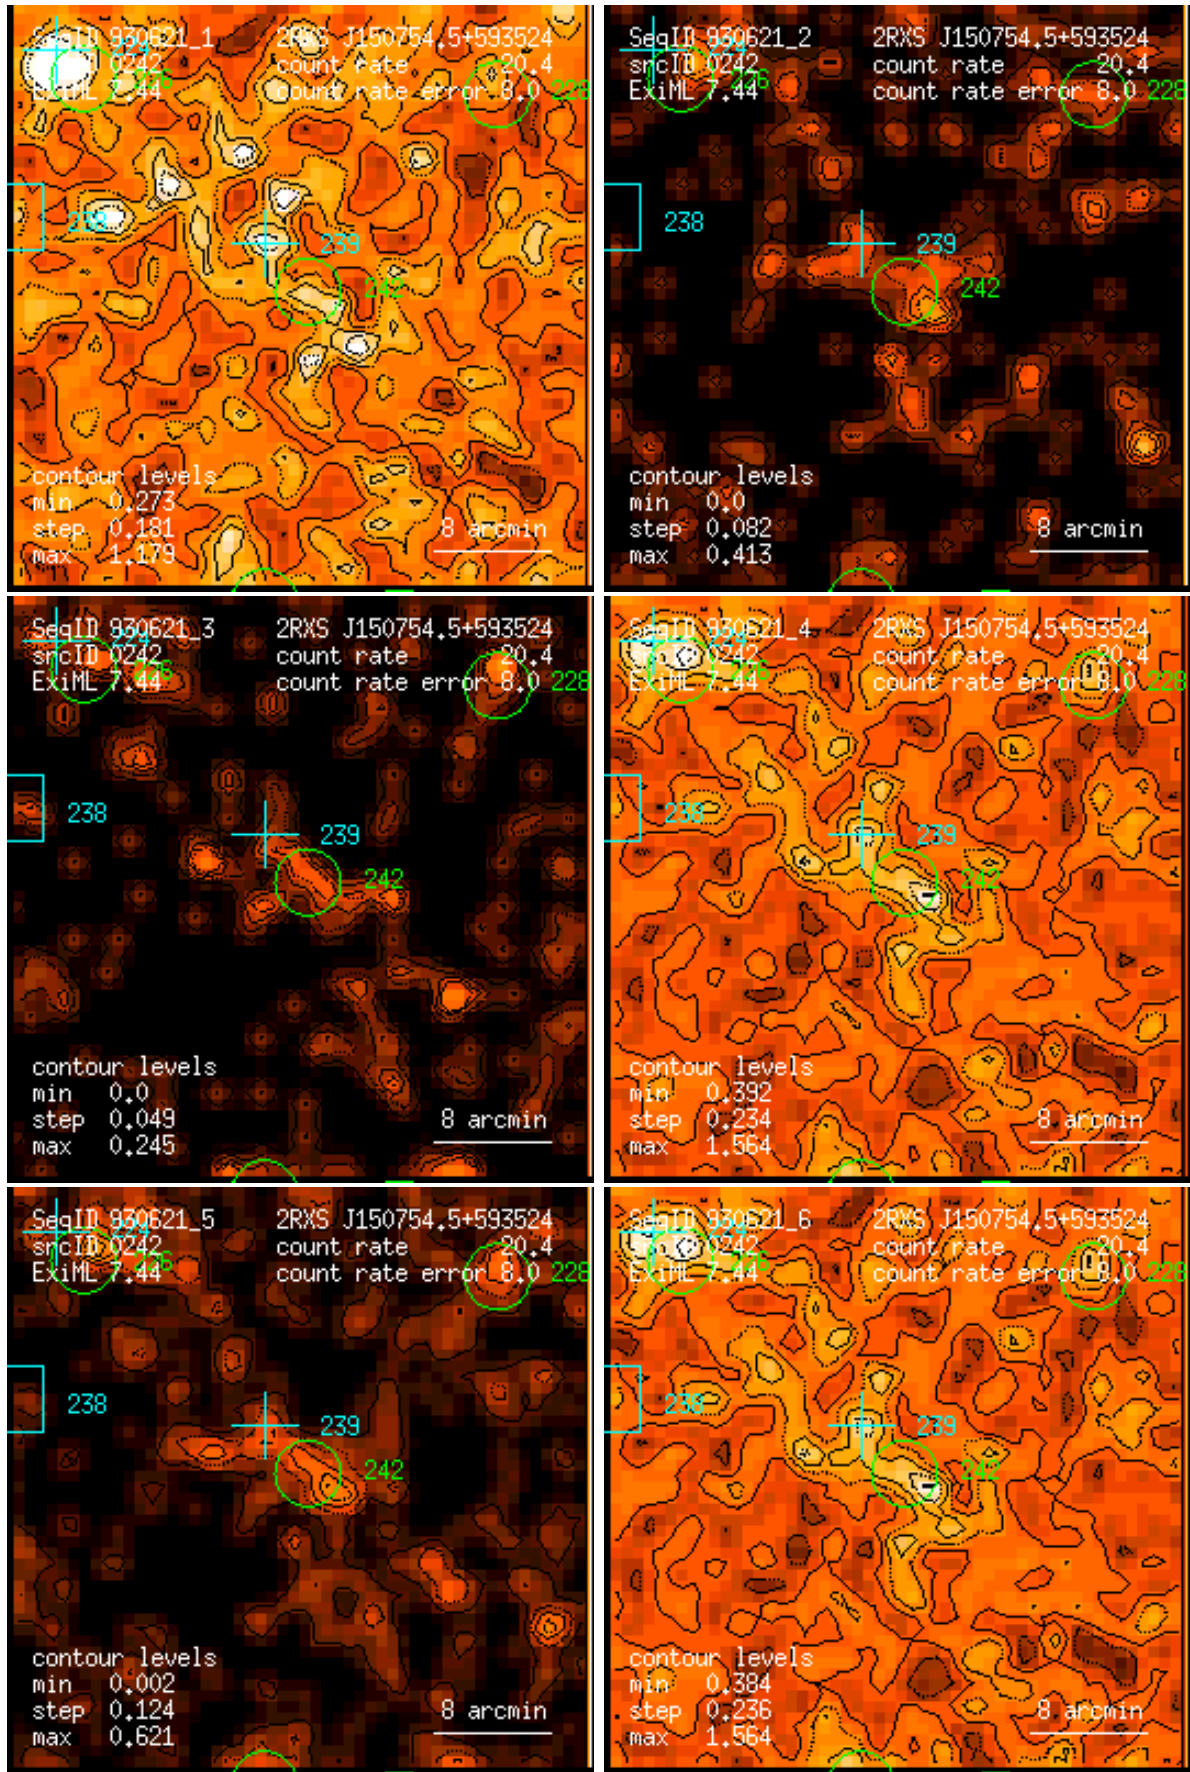 SeqID 930621_1 2RXS J150754.5+593524
srcID 0242 count rate 20.4
ExiML 7.44 count rate error 8.0 228
238
239
242
contour levels
min 0.273
step 0.181
max 1.179
8 arcmin
SeqID 930621_2 2RXS J150754.5+593524
srcID 0242 count rate 20.4
ExiML 7.44 count rate error 8.0 228
238
239
242
contour levels
min 0.0
step 0.082
max 0.413
8 arcmin
SeqID 930621_3 2RXS J150754.5+593524
srcID 0242 count rate 20.4
ExiML 7.44 count rate error 8.0 228
238
239
242
contour levels
min 0.0
step 0.049
max 0.245
8 arcmin
SeqID 930621_4 2RXS J150754.5+593524
srcID 0242 count rate 20.4
ExiML 7.44 count rate error 8.0 228
238
239
242
contour levels
min 0.392
step 0.234
max 1.564
8 arcmin
SeqID 930621_5 2RXS J150754.5+593524
srcID 0242 count rate 20.4
ExiML 7.44 count rate error 8.0 228
238
239
242
contour levels
min 0.002
step 0.124
max 0.621
8 arcmin
SeqID 930621_6 2RXS J150754.5+593524
srcID 0242 count rate 20.4
ExiML 7.44 count rate error 8.0 228
238
239
242
contour levels
min 0.384
step 0.236
max 1.564
8 arcmin